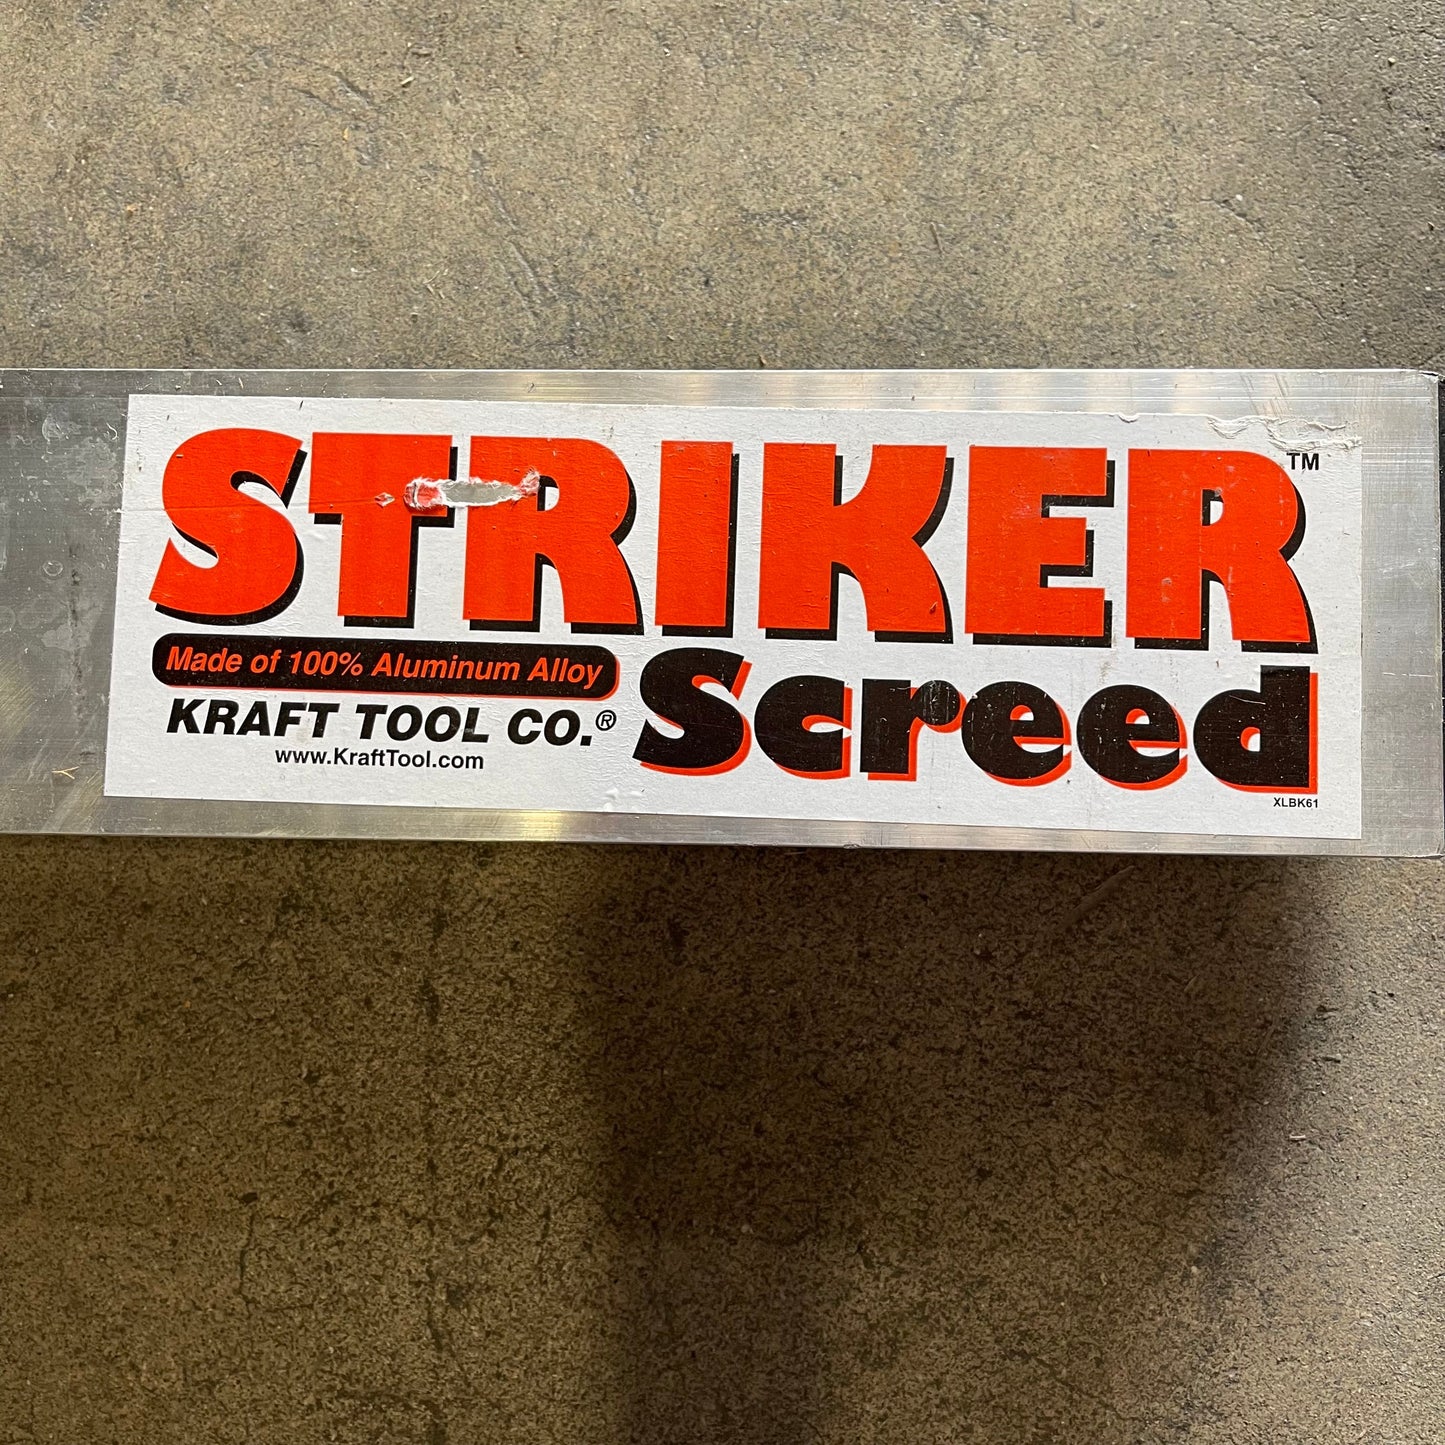 STRIKER™
Made of 100% Aluminum Alloy
KRAFT TOOL CO.®
www.KraftTool.com
Screed
XLBK61